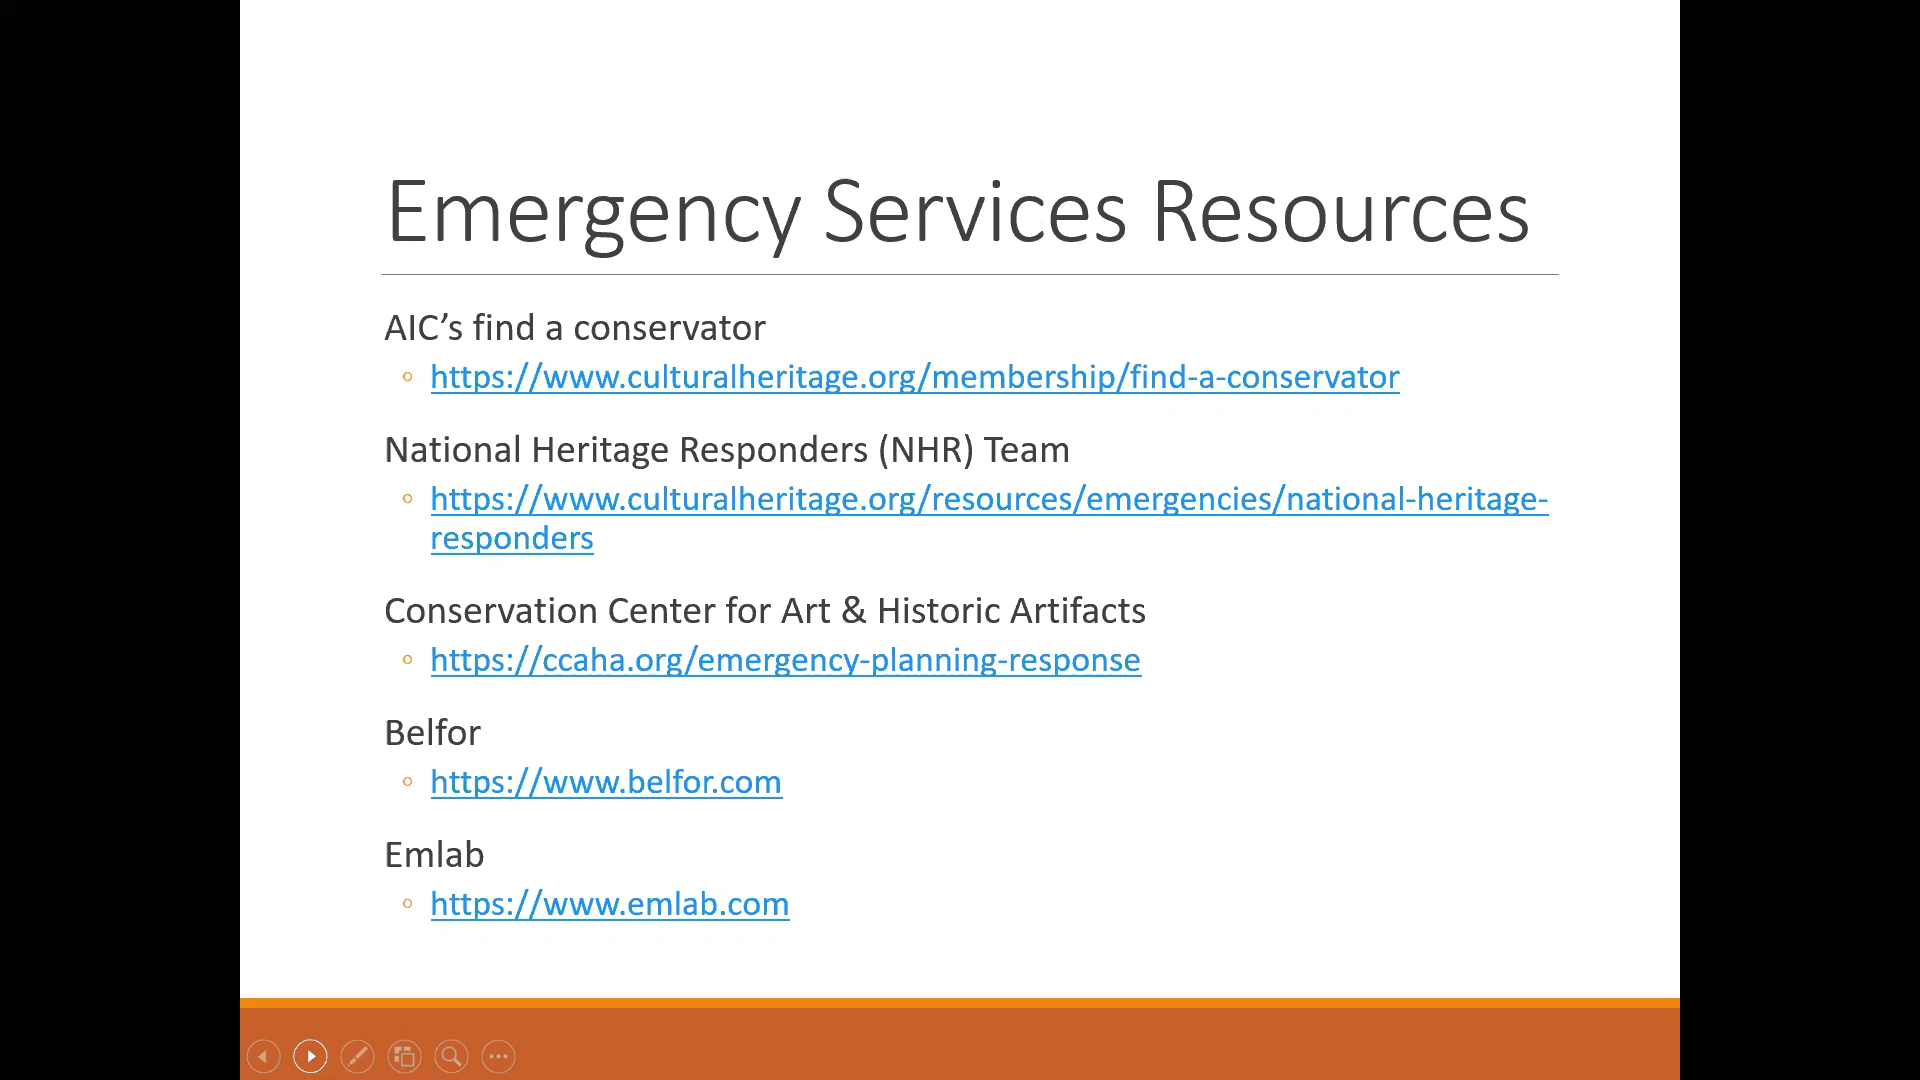 Emergency Services Resources
AIC’s find a conservator
https://www.culturalheritage.org/membership/find-a-conservator
National Heritage Responders (NHR) Team
https://www.culturalheritage.org/resources/emergencies/national-heritage-
responders
Conservation Center for Art & Historic Artifacts
https://ccaha.org/emergency-planning-response
Belfor
https://www.belfor.com
Emlab
https://www.emlab.com